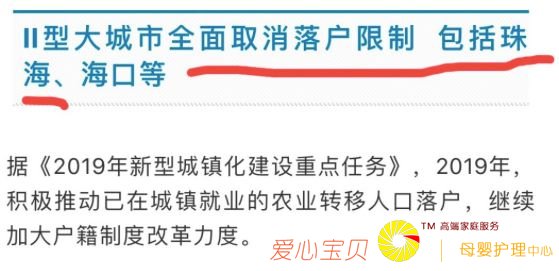 II型大城市全面取消落户限制 包括珠
海、海口等
据《2019年新型城镇化建设重点任务》，2019年，
积极推动已在城镇就业的农业转移人口落户，继续
加大户籍制度改革力度。
爱心宝贝
TM 高端家庭服务
母婴护理中心